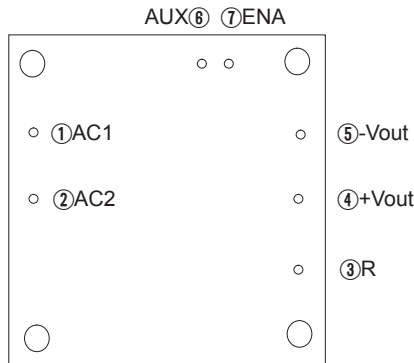 AUX⑥ ⑦ENA
①AC1
⑤-Vout
②AC2
④+Vout
③R